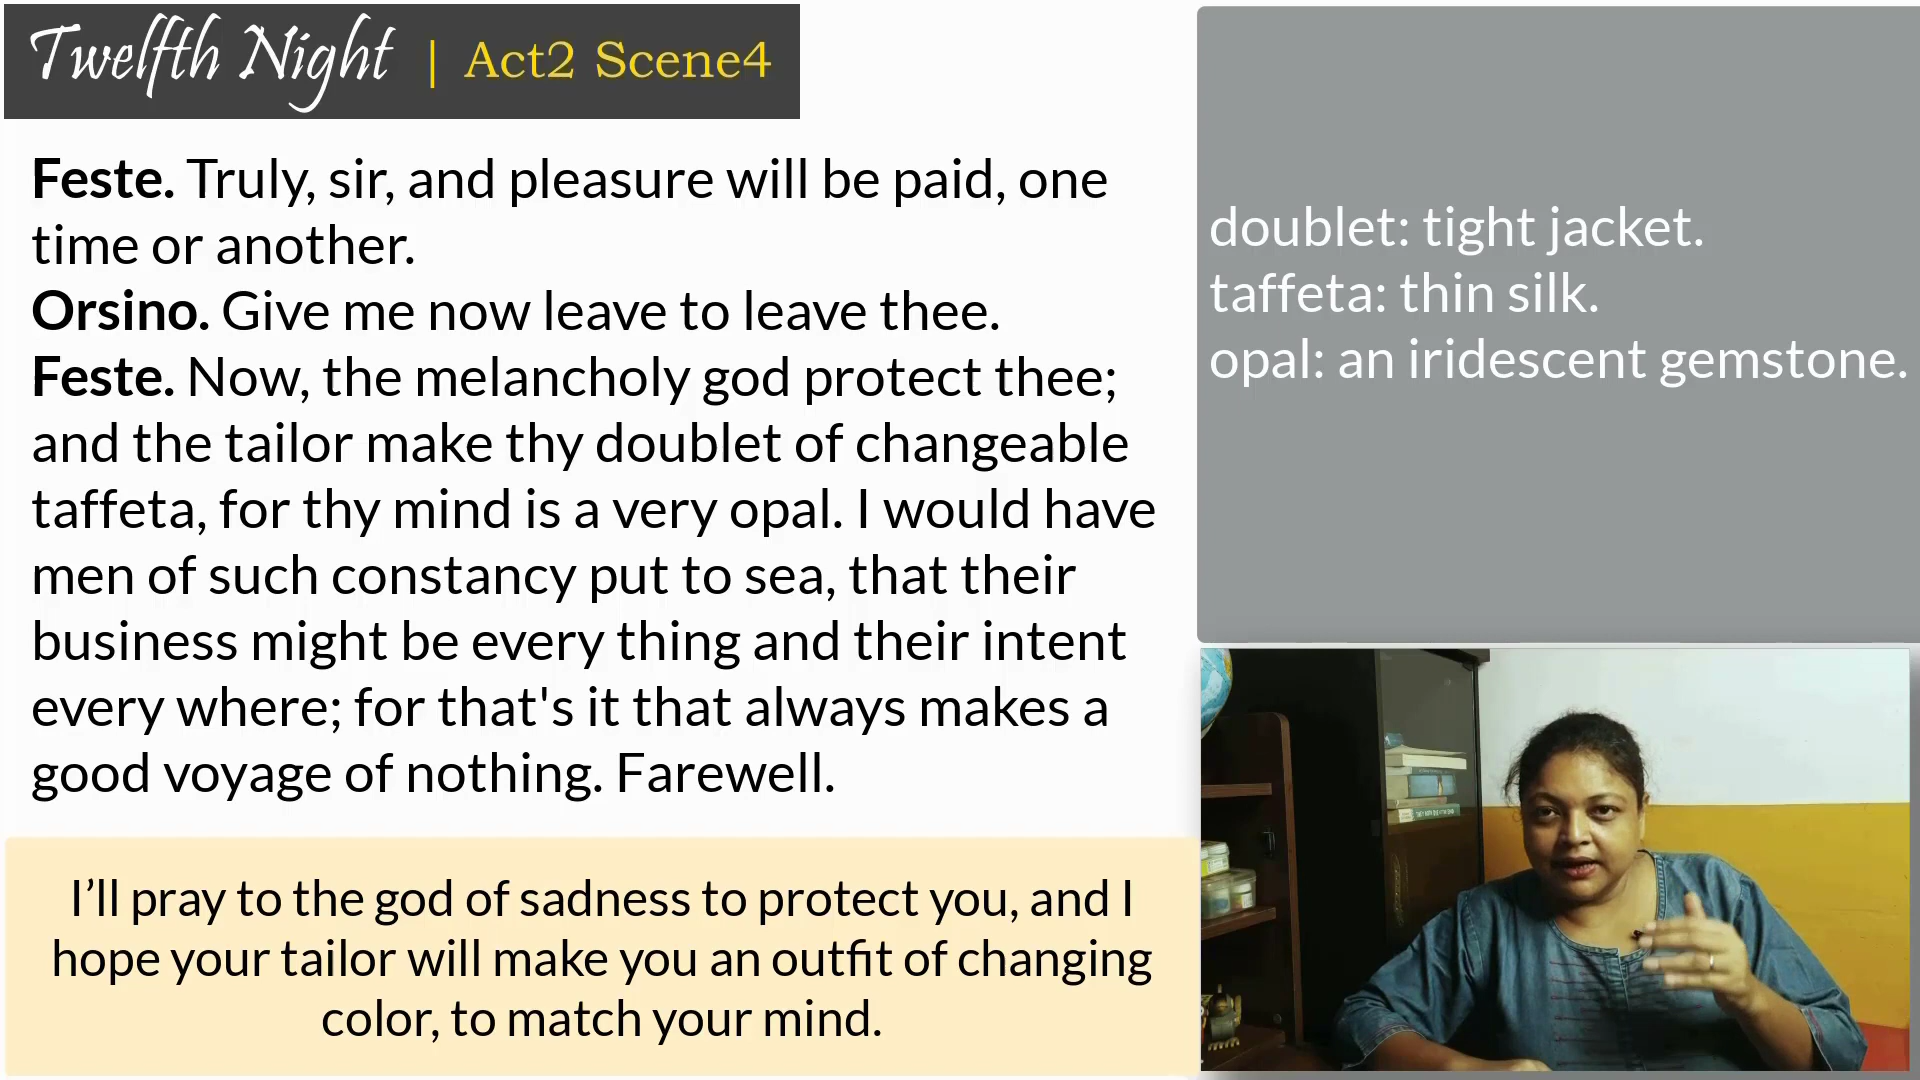 Twelfth Night | Act2 Scene4
Feste. Truly, sir, and pleasure will be paid, one
time or another.
Orsino. Give me now leave to leave thee.
Feste. Now, the melancholy god protect thee;
and the tailor make thy doublet of changeable
taffeta, for thy mind is a very opal. I would have
men of such constancy put to sea, that their
business might be every thing and their intent
every where; for that's it that always makes a
good voyage of nothing. Farewell.
I’ll pray to the god of sadness to protect you, and I
hope your tailor will make you an outfit of changing
color, to match your mind.
doublet: tight jacket.
taffeta: thin silk.
opal: an iridescent gemstone.